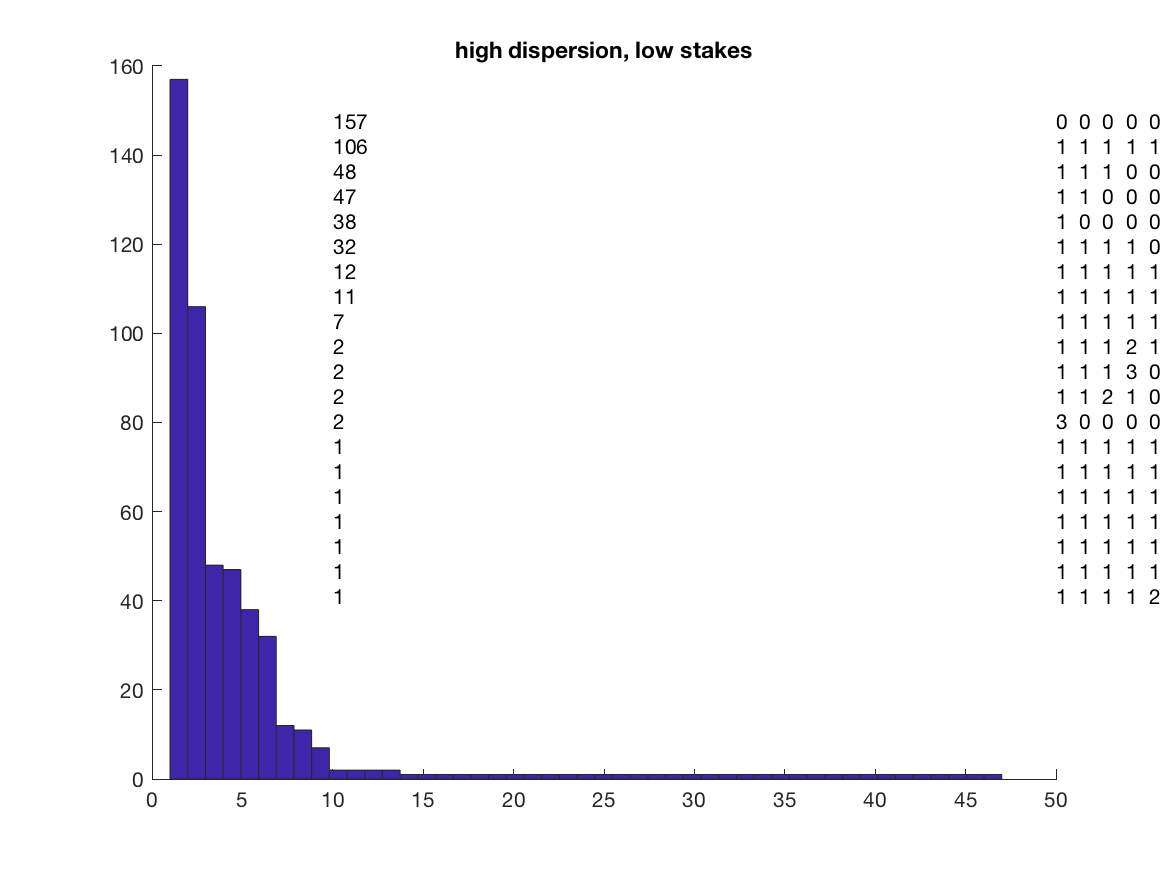 high dispersion, low stakes
160
140
120
100
80
60
40
20
0
157 0 0 0 0 0
106 1 1 1 1 1
48 1 1 1 0 0
47 1 1 0 0 0
38 1 0 0 0 0
32 1 1 1 1 0
12 1 1 1 1 1
11 1 1 1 1 1
7 1 1 1 1 1
2 1 1 1 2 1
2 1 1 1 3 0
2 1 1 2 1 0
2 3 0 0 0 0
1 1 1 1 1 1
1 1 1 1 1 1
1 1 1 1 1 1
1 1 1 1 1 1
1 1 1 1 1 1
1 1 1 1 1 1
1 1 1 1 1 2
0 5 10 15 20 25 30 35 40 45 50